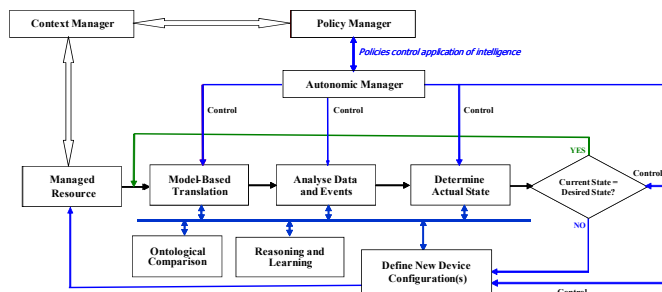 Context Manager
Policy Manager
Policies control application of intelligence
Autonomic Manager
Control
Control
Control
YES
Managed
Resource
Model-Based
Translation
Analyse Data
and Events
Determine
Actual State
Current State =
Desired State?
Control
NO
Ontological
Comparison
Reasoning and
Learning
Define New Device
Configuration(s)
Control